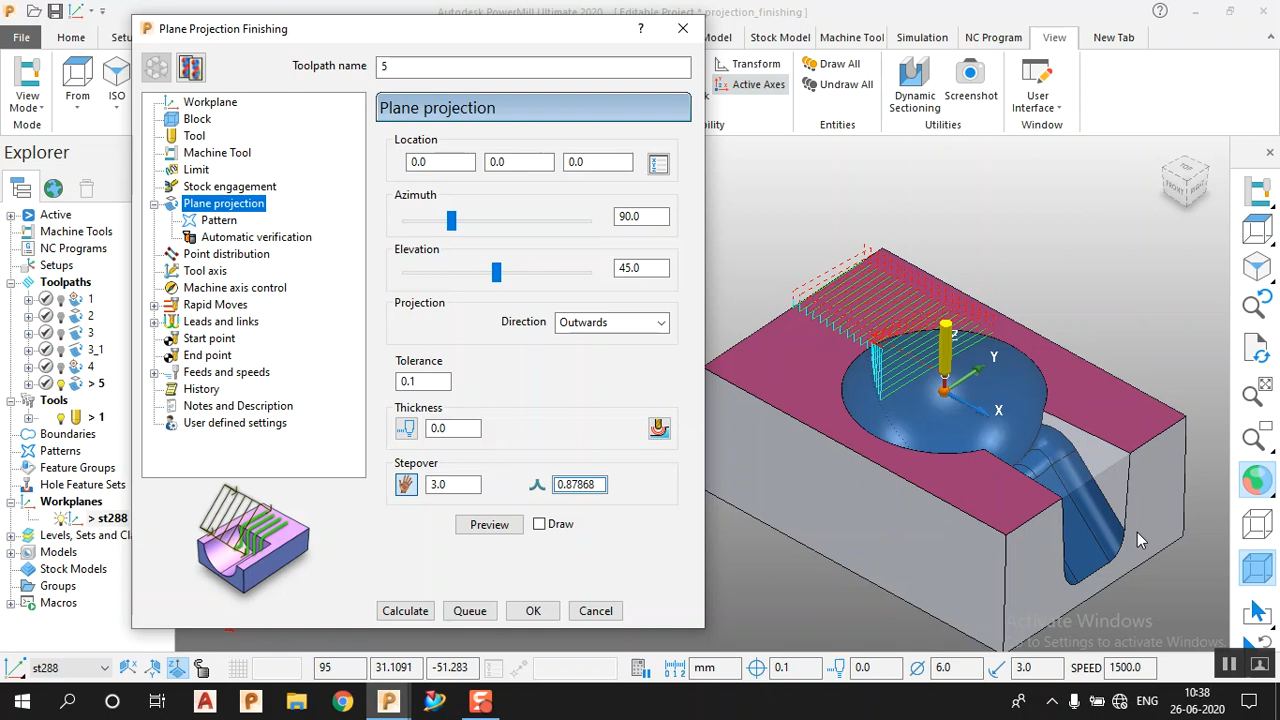 Autodesk PowerMill Ultimate 2020 - [ Editable Project * projection_finishing ]
Plane Projection Finishing
File Home Setu Model Stock Model Machine Tool Simulation NC Program View New Tab
View Mode From ISO
Mode
Transform Active Axes Draw All Undraw All Dynamic Sectioning Screenshot User Interface
bility Entities Utilities Window
Explorer
Active
Machine Tools
NC Programs
Setups
Toolpaths
1
2
3
3_1
4
> 5
Tools
> 1
Boundaries
Patterns
Feature Groups
Hole Feature Sets
Workplanes
> st288
Levels, Sets and Cl
Models
Stock Models
Groups
Macros
Toolpath name 5
Workplane
Block
Tool
Machine Tool
Limit
Stock engagement
Plane projection
Pattern
Automatic verification
Point distribution
Tool axis
Machine axis control
Rapid Moves
Leads and links
Start point
End point
Feeds and speeds
History
Notes and Description
User defined settings
Plane projection
Location
0.0 0.0 0.0
Azimuth
90.0
Elevation
45.0
Projection
Direction Outwards
Tolerance
0.1
Thickness
0.0
Stepover
3.0 0.87868
Preview Draw
Calculate Queue OK Cancel
TOP
FRONT RIGHT
Z
Y
X
Activate Windows
Go to Settings to activate Windows.
st288 95 31.1091 -51.283 mm 0.1 0.0 6.0 3.0 SPEED 1500.0
ENG 10:38
26-06-2020